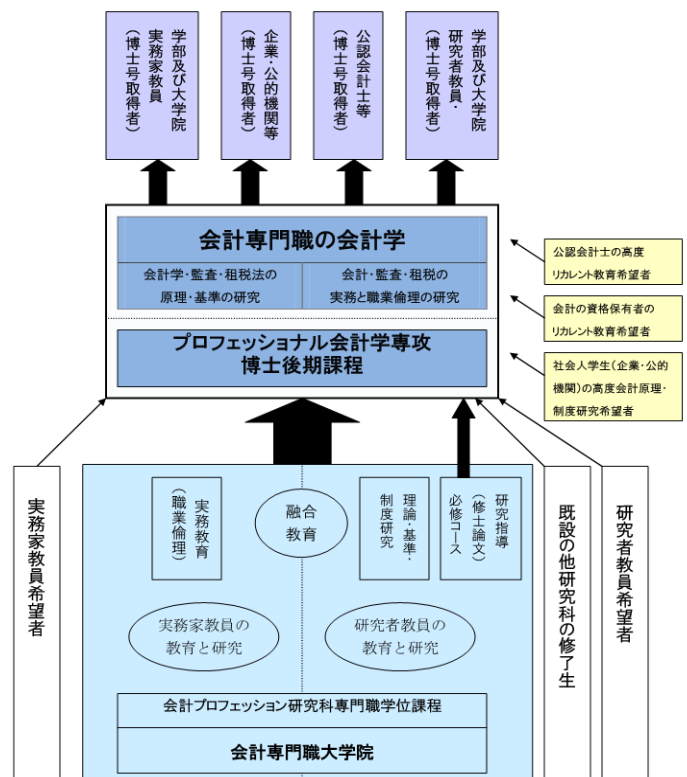 学部及び大学院
実務家教員
(博士号取得者)
企業・公的機関等
(博士号取得者)
公認会計士等
(博士号取得者)
学部及び大学院
研究者教員・
(博士号取得者)
会計専門職の会計学
会計学・監査・租税法の
原理・基準の研究
会計・監査・租税の
実務と職業倫理の研究
プロフェッショナル会計学専攻
博士後期課程
公認会計士の高度
リカレント教育希望者
会計の資格保有者の
リカレント教育希望者
社会人学生(企業・公的
機関)の高度会計原理・
制度研究希望者
実務家教員希望者
実務教育
(職業倫理)
融合
教育
理論・基準・
制度研究
研究指導
(修士論文)
必修コース
実務家教員の
教育と研究
研究者教員の
教育と研究
会計プロフェッション研究科専門職学位課程
会計専門職大学院
既設の他研究科の修了生
研究者教員希望者